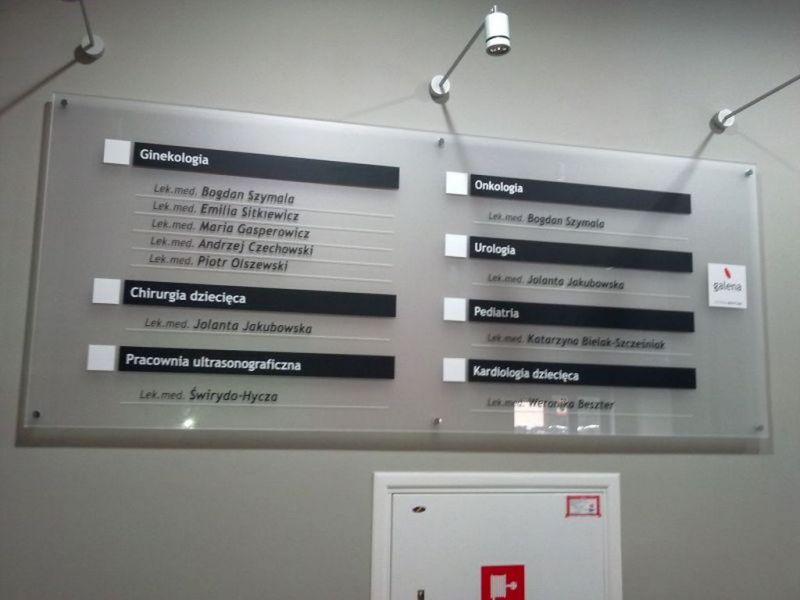 Ginekologia
Lek.med. Bogdan Szymala
Lek.med. Emilia Sitkiewicz
Lek.med. Maria Gasperowicz
Lek.med. Andrzej Czechowski
Lek.med. Piotr Olszewski
Chirurgia dziecięca
Lek.med. Jolanta Jakubowska
Pracownia ultrasonograficzna
Lek.med. Świrydo-Hycza
Onkologia
Lek.med. Bogdan Szymala
Urologia
Lek.med. Jolanta Jakubowska
Pediatria
Lek.med. Katarzyna Bielak-Szcześniak
Kardiologia dziecięca
Lek.med. Weronika Beszter
galena